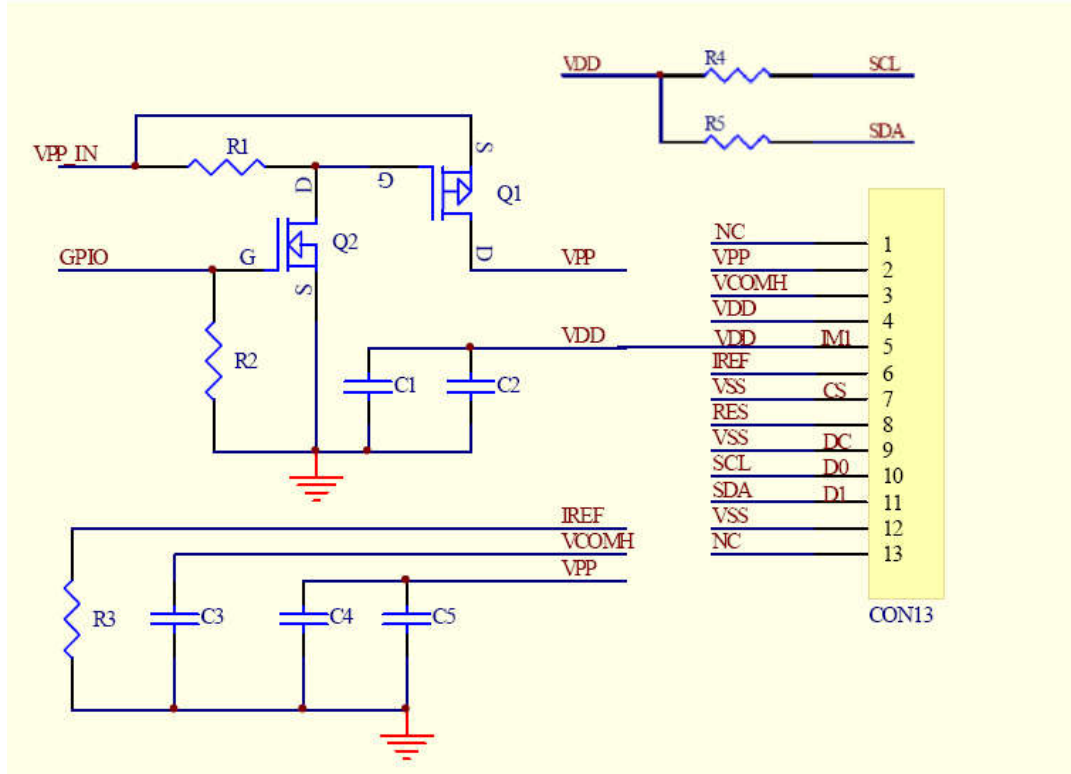 VDD R4 SCL
R5 SDA
VPP_IN R1 D G S Q1
GPIO G Q2 S D VPP
R2
VDD
C1 C2
NC 1
VPP 2
VCOMH 3
VDD 4
VDD IM1 5
IREF 6
VSS CS 7
RES 8
VSS DC 9
SCL D0 10
SDA D1 11
VSS 12
NC 13
CON13
IREF
VCOMH
VPP
R3 C3 C4 C5